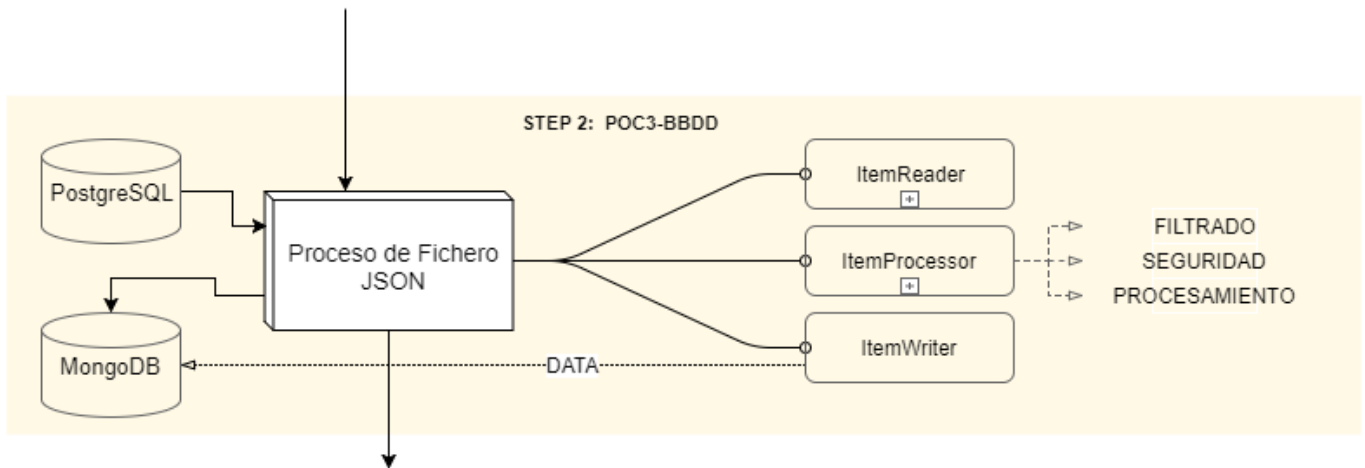 STEP 2: POC3-BBDD
PostgreSQL
Proceso de Fichero
JSON
MongoDB
ItemReader
ItemProcessor
ItemWriter
FILTRADO
SEGURIDAD
PROCESAMIENTO
DATA